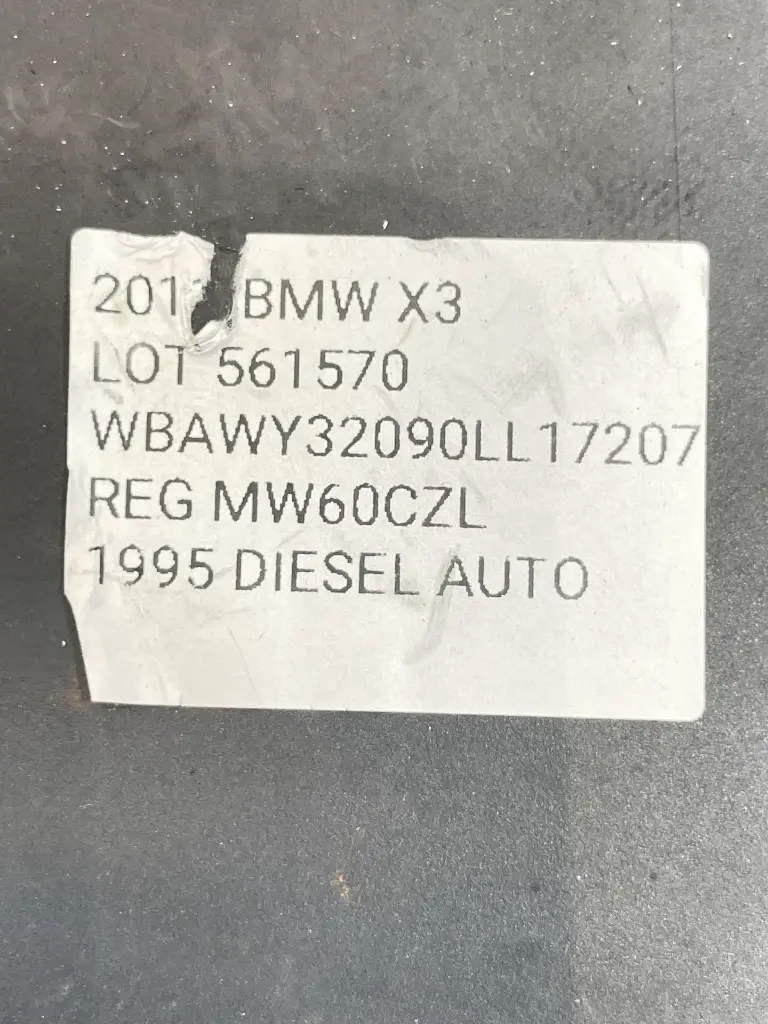 BMW X3
LOT 561570
WBAWY32090LL17207
REG MW60CZL
1995 DIESEL AUTO